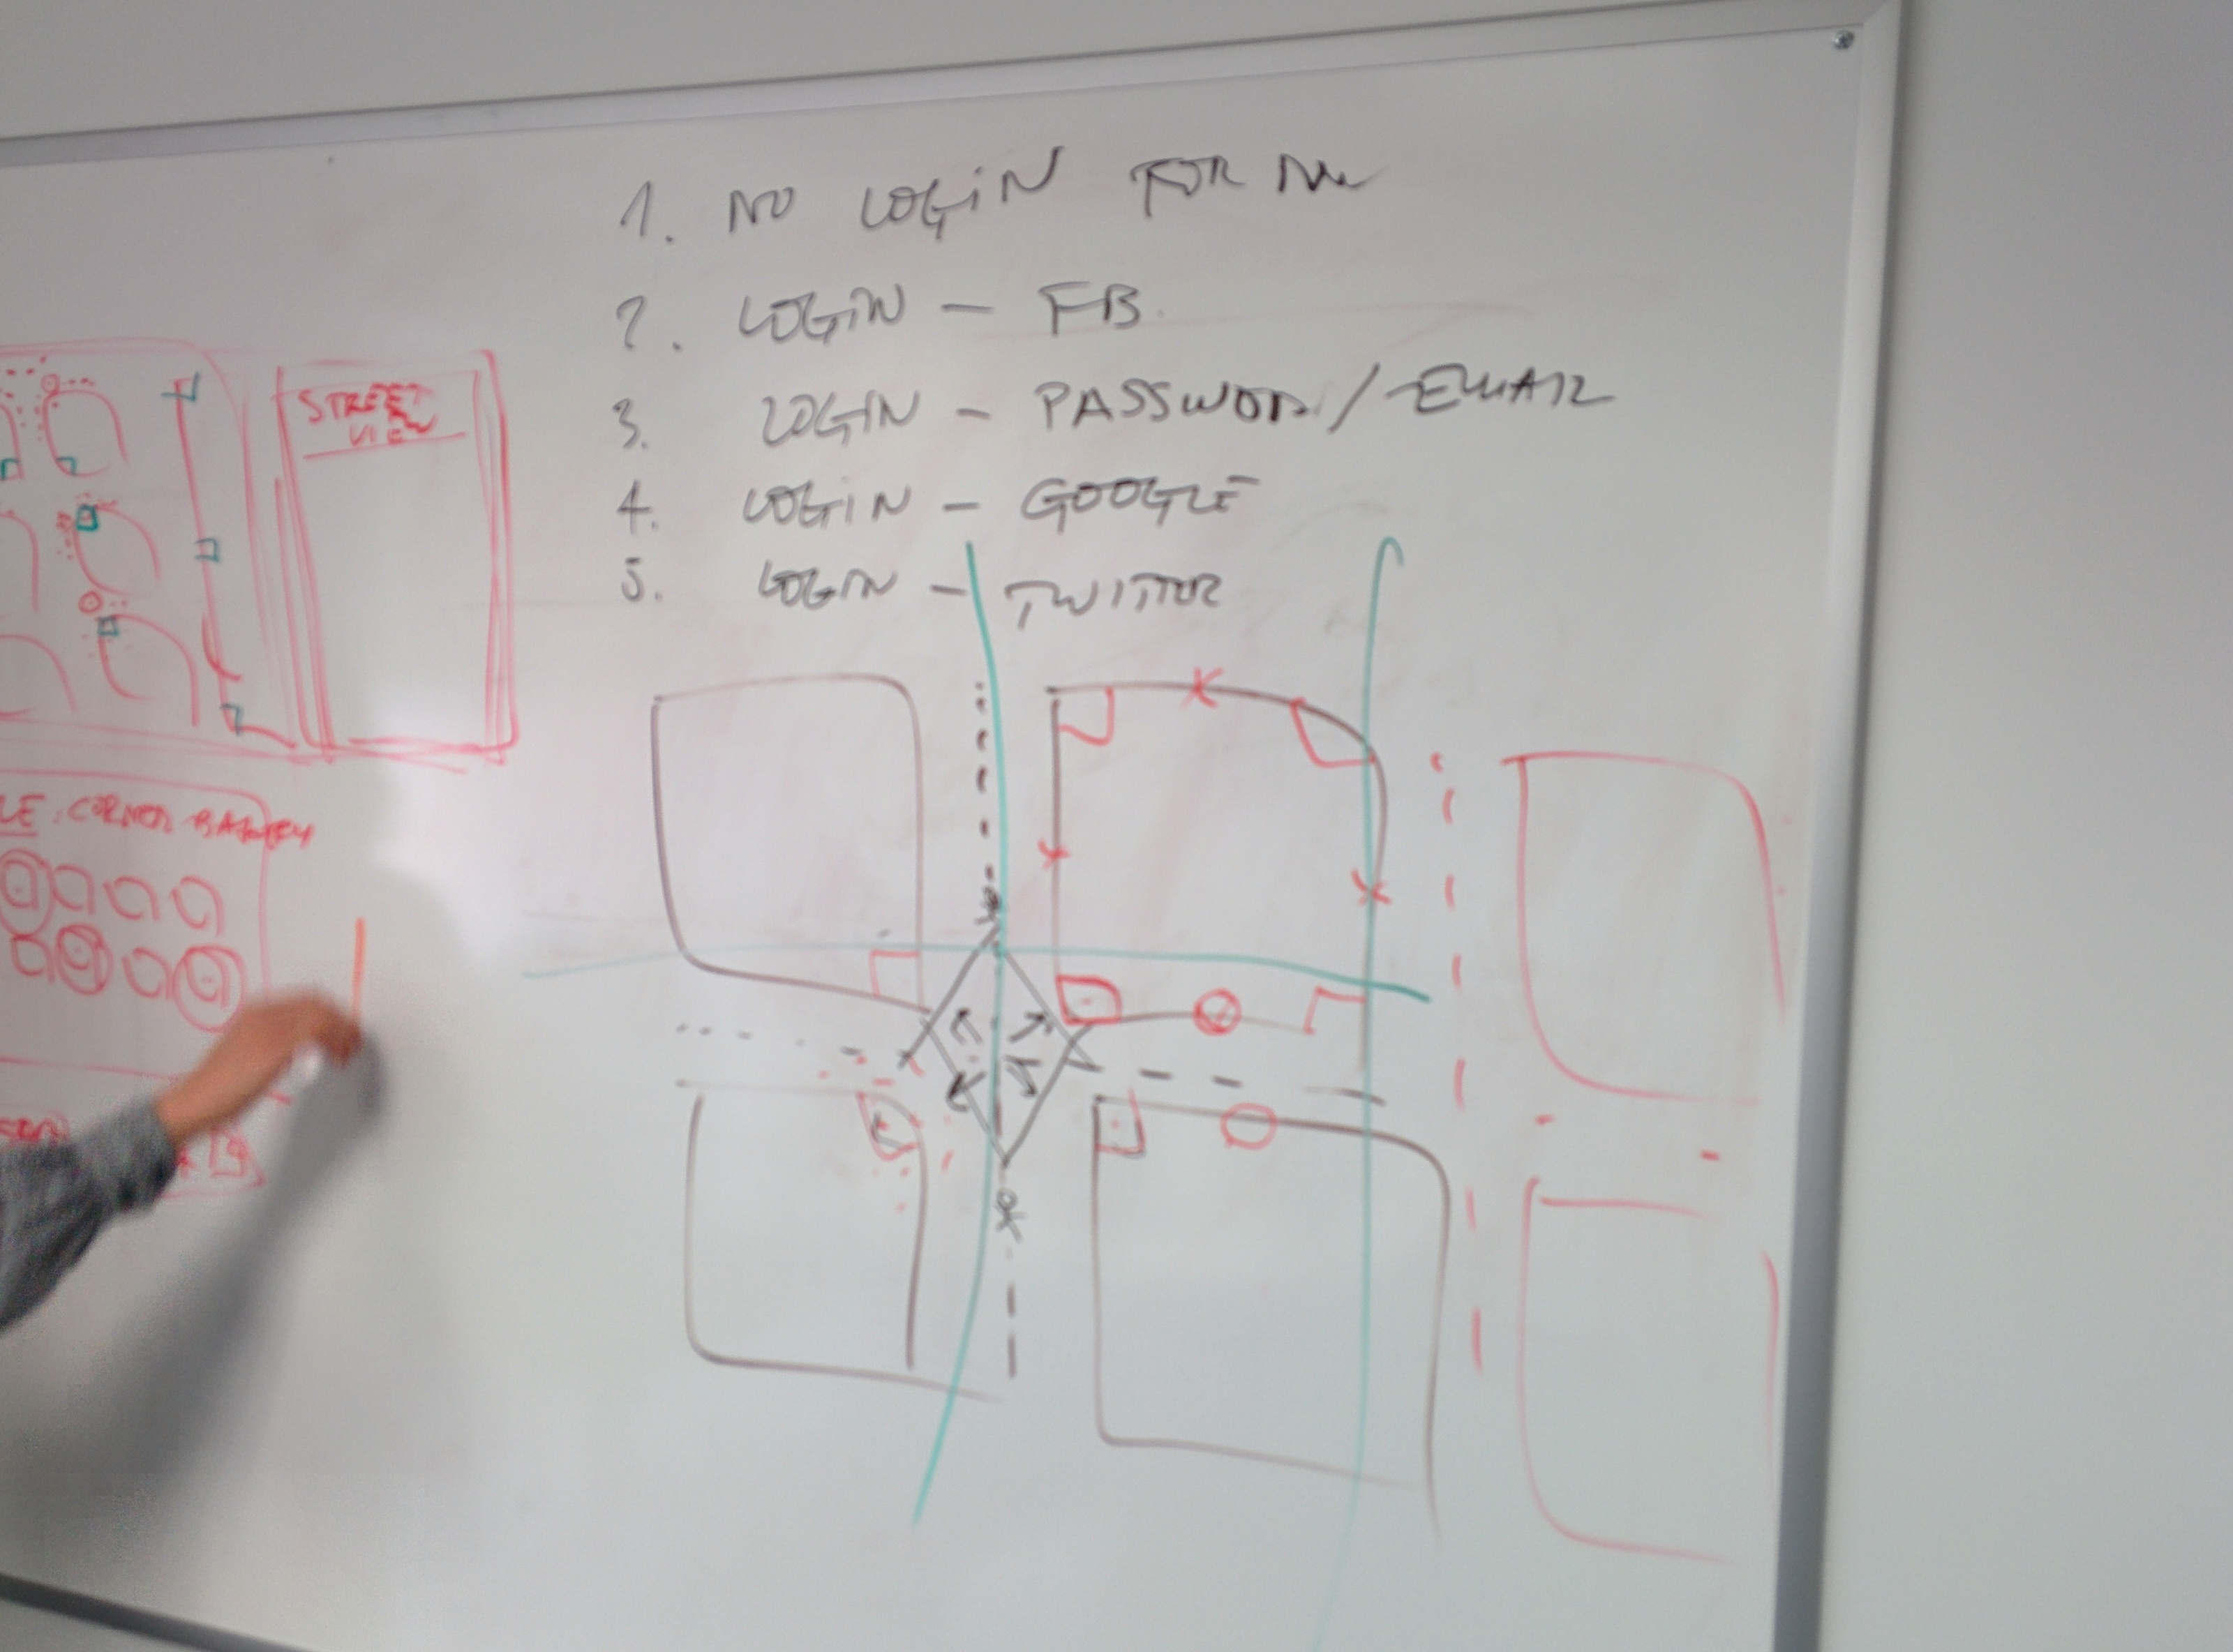 1. NO LOGIN FOR
2. LOGIN - FB.
3. LOGIN - PASSWORD / EMAIL
4. LOGIN - GOOGLE
5. LOGIN - TWITTER
STREET
VIEW
LE: CORNER BAKERY